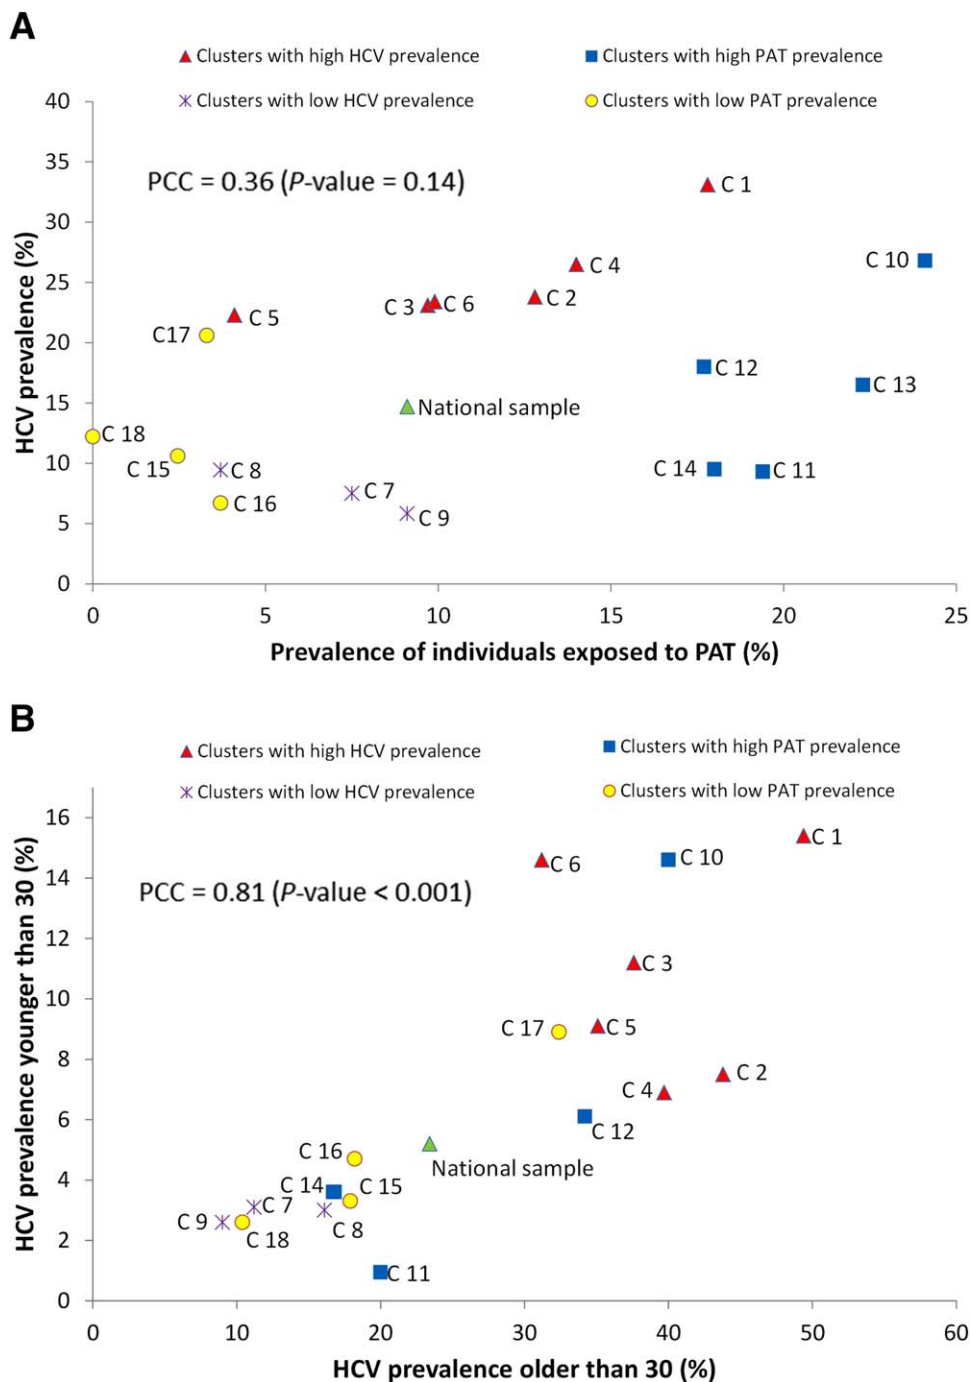 A
Clusters with high HCV prevalence
Clusters with high PAT prevalence
Clusters with low HCV prevalence
Clusters with low PAT prevalence
40
35
30
25
20
15
10
5
0
HCV prevalence (%)
PCC = 0.36 (P-value = 0.14)
C 1
C 10
C 4
C 2
C 3
C 6
C 5
C17
C 12
C 13
National sample
C 18
C 15
C 8
C 14
C 11
C 7
C 16
C 9
0 5 10 15 20 25
Prevalence of individuals exposed to PAT (%)
B
Clusters with high HCV prevalence
Clusters with high PAT prevalence
Clusters with low HCV prevalence
Clusters with low PAT prevalence
16
14
12
10
8
6
4
2
0
HCV prevalence younger than 30 (%)
PCC = 0.81 (P-value < 0.001)
C 1
C 6
C 10
C 3
C 17
C 5
C 2
C 4
C 12
C 16
National sample
C 14
C 15
C 7
C 9
C 8
C 18
C 11
0 10 20 30 40 50 60
HCV prevalence older than 30 (%)